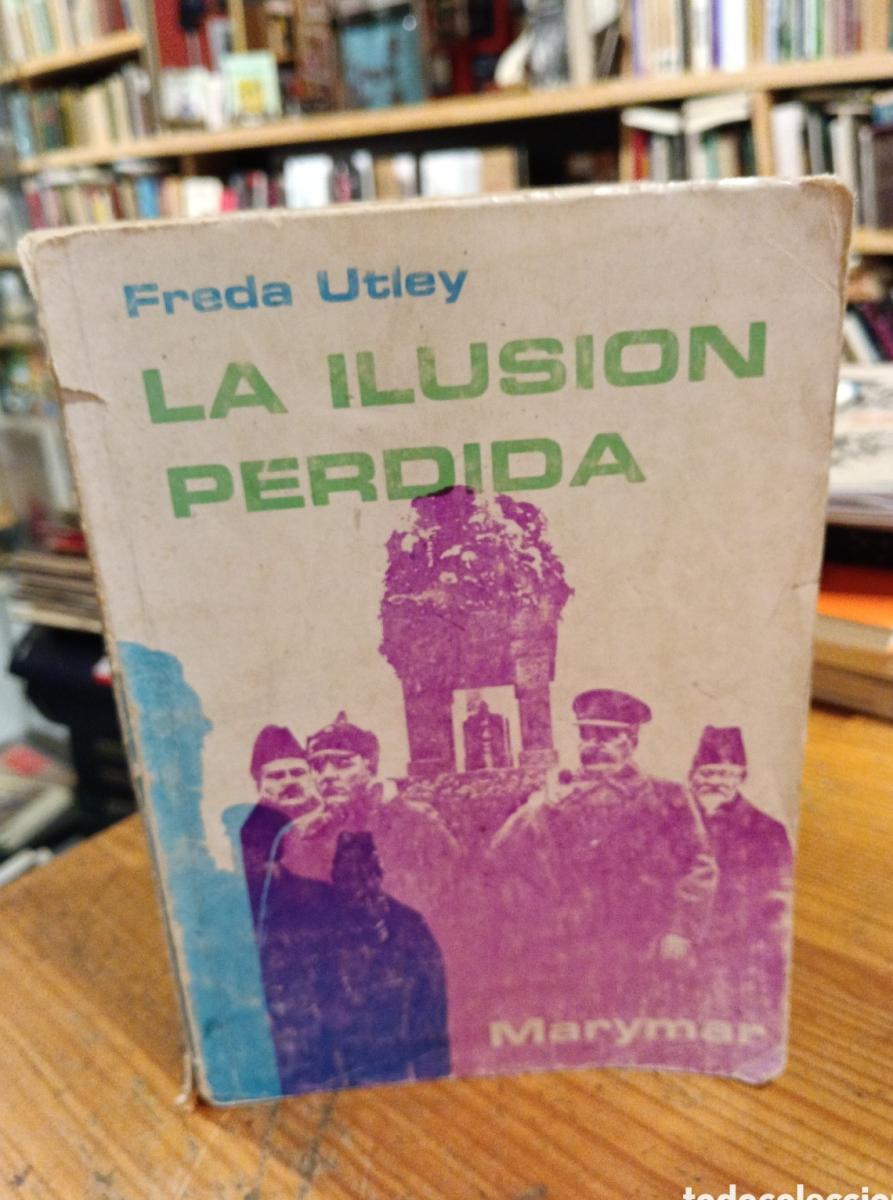 Freda Utley
LA ILUSION
PERDIDA
Marymar